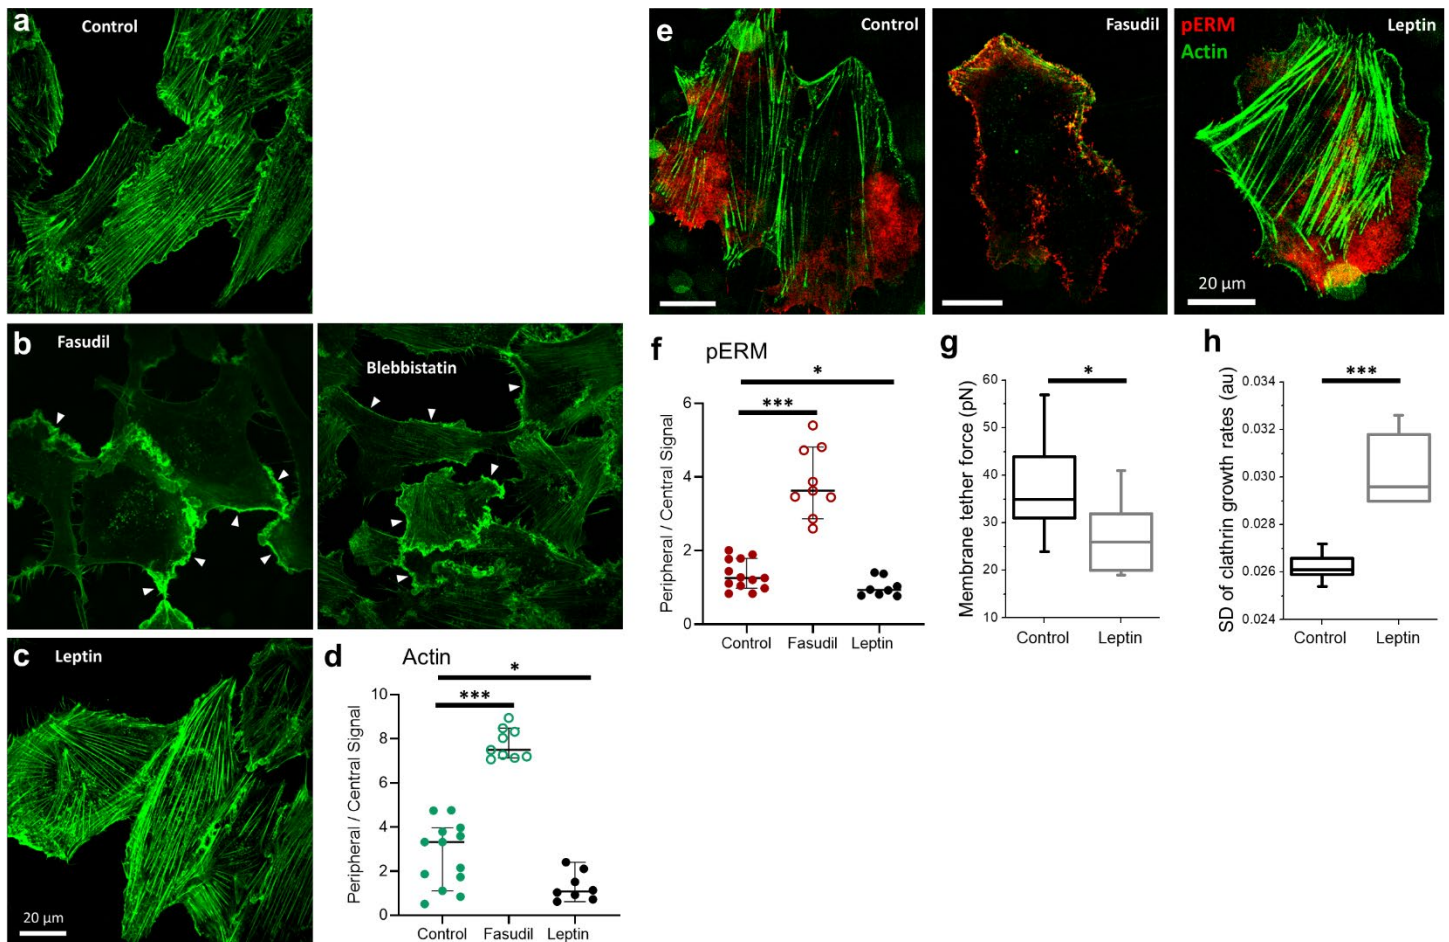 a
Control
b
Fasudil
Blebbistatin
c
Leptin
20 µm
d
Actin
*
***
Peripheral / Central Signal
10
8
6
4
2
0
Control
Fasudil
Leptin
e
Control
Fasudil
pERM
Actin
Leptin
20 µm
f
pERM
*
***
Peripheral / Central Signal
6
4
2
0
Control
Fasudil
Leptin
g
*
Membrane tether force (pN)
60
50
40
30
20
10
Control
Leptin
h
***
SD of clathrin growth rates (au)
0.034
0.032
0.030
0.028
0.026
0.024
Control
Leptin